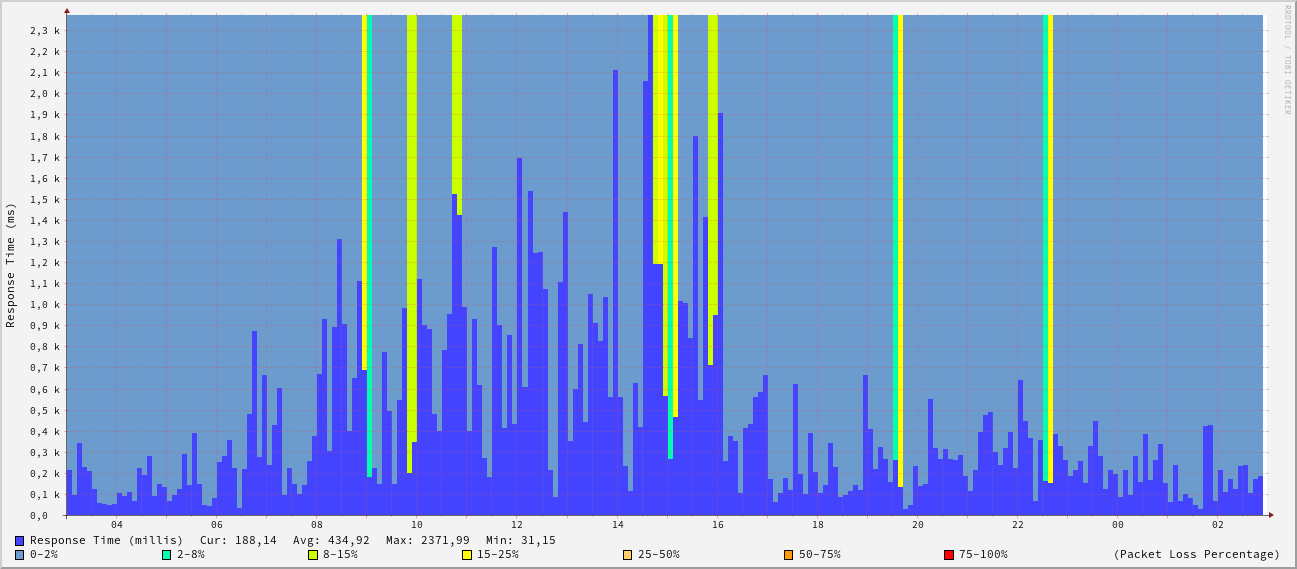 RRDTOOL / TOBI OETIKER
Response Time (ms)
2,3 k
2,2 k
2,1 k
2,0 k
1,9 k
1,8 k
1,7 k
1,6 k
1,5 k
1,4 k
1,3 k
1,2 k
1,1 k
1,0 k
0,9 k
0,8 k
0,7 k
0,6 k
0,5 k
0,4 k
0,3 k
0,2 k
0,1 k
0,0
04 06 08 10 12 14 16 18 20 22 00 02
Response Time (millis) Cur: 188,14 Avg: 434,92 Max: 2371,99 Min: 31,15
0-2% 2-8% 8-15% 15-25% 25-50% 50-75% 75-100% (Packet Loss Percentage)